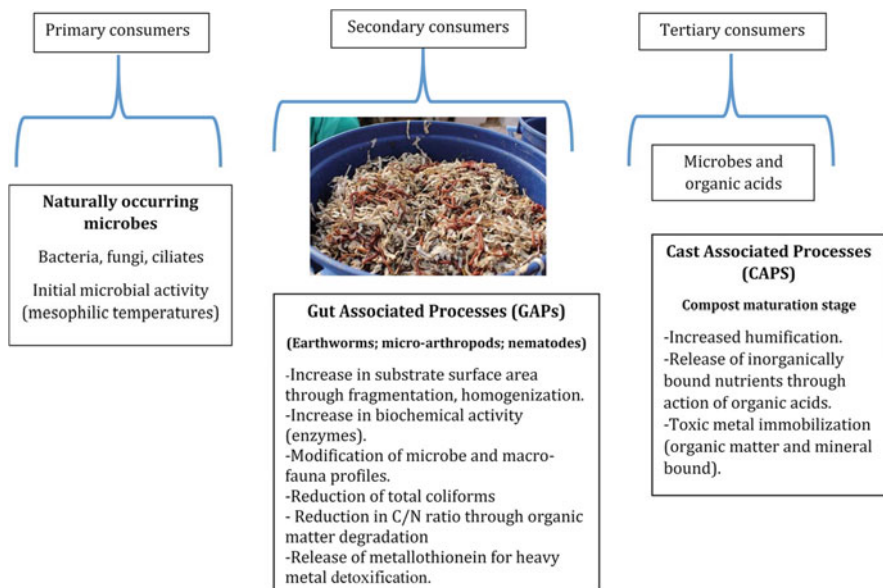 Primary consumers
Naturally occurring
microbes
Bacteria, fungi, ciliates
Initial microbial activity
(mesophilic temperatures)
Secondary consumers
Gut Associated Processes (GAPs)
(Earthworms; micro-arthropods; nematodes)
-Increase in substrate surface area
through fragmentation, homogenization.
-Increase in biochemical activity
(enzymes).
-Modification of microbe and macro-
fauna profiles.
-Reduction of total coliforms
- Reduction in C/N ratio through organic
matter degradation
-Release of metallothionein for heavy
metal detoxification.
Tertiary consumers
Microbes and
organic acids
Cast Associated Processes
(CAPS)
Compost maturation stage
-Increased humification.
-Release of inorganically
bound nutrients through
action of organic acids.
-Toxic metal immobilization
(organic matter and mineral
bound).